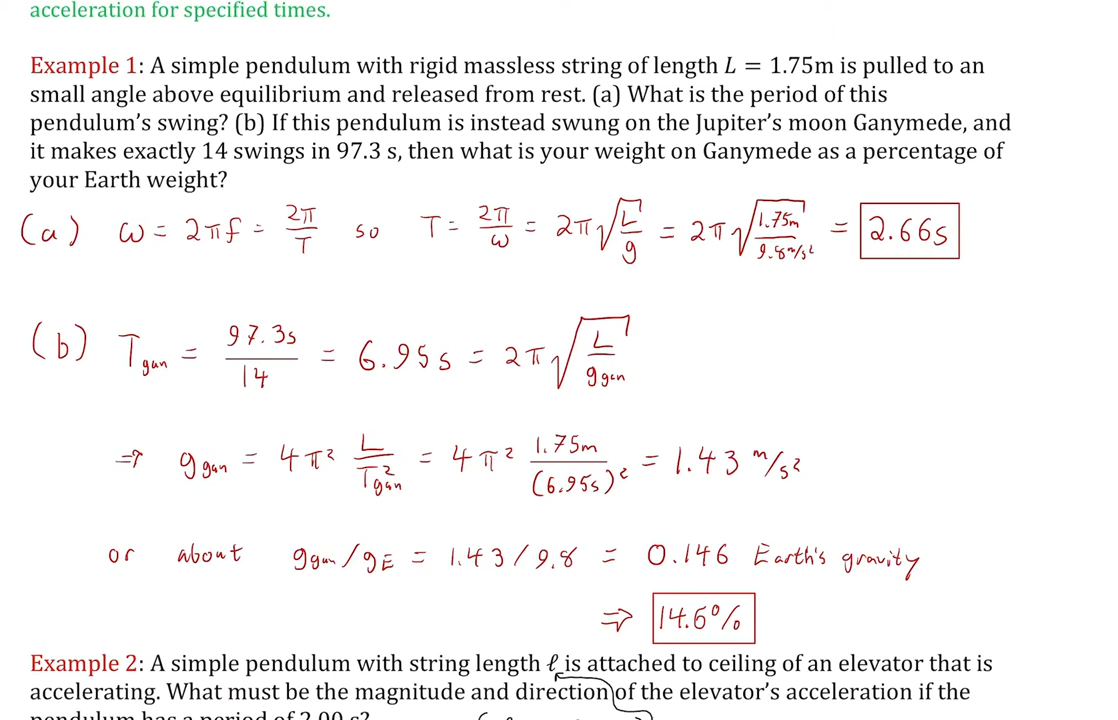 acceleration for specified times.
Example 1: A simple pendulum with rigid massless string of length L = 1.75m is pulled to an
small angle above equilibrium and released from rest. (a) What is the period of this
pendulum's swing? (b) If this pendulum is instead swung on the Jupiter's moon Ganymede, and
it makes exactly 14 swings in 97.3 s, then what is your weight on Ganymede as a percentage of
your Earth weight?
(a) ω = 2πf = 2π/T so T = 2π/ω = 2π√(L/g) = 2π√(1.75m/9.8m/s²) = 2.66s
(b) T_gan = 97.3s/14 = 6.95s = 2π√(L/g_gan)
⇒ g_gan = 4π² L/T_gan² = 4π² 1.75m/(6.95s)² = 1.43 m/s²
or about g_gan/g_E = 1.43/9.8 = 0.146 Earth's gravity
⇒ 14.6%
Example 2: A simple pendulum with string length ℓ is attached to ceiling of an elevator that is
accelerating. What must be the magnitude and direction of the elevator's acceleration if the
pendulum has a period of 2.00 s?